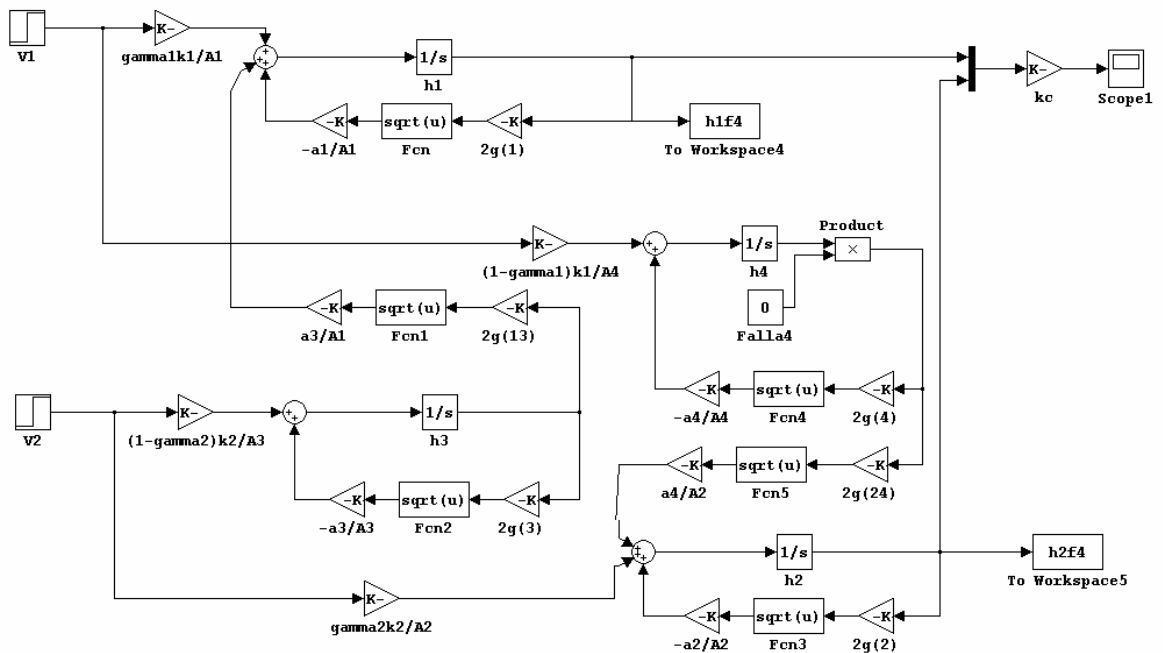 V1
K-
gamma1k1/A1
+
+
+
1/s
h1
K-
kc
Scope1
-K
-a1/A1
sqrt(u)
Fcn
-K
2g(1)
h1f4
To Workspace4
K-
(1-gamma1)k1/A4
+
+
1/s
h4
Product
×
0
Falla4
-K
a3/A1
sqrt(u)
Fcn1
-K
2g(13)
-K
-a4/A4
sqrt(u)
Fcn4
-K
2g(4)
V2
K-
(1-gamma2)k2/A3
+
+
1/s
h3
-K
a4/A2
sqrt(u)
Fcn5
-K
2g(24)
-K
-a3/A3
sqrt(u)
Fcn2
-K
2g(3)
+
+
+
1/s
h2
h2f4
To Workspace5
K-
gamma2k2/A2
-K
-a2/A2
sqrt(u)
Fcn3
-K
2g(2)